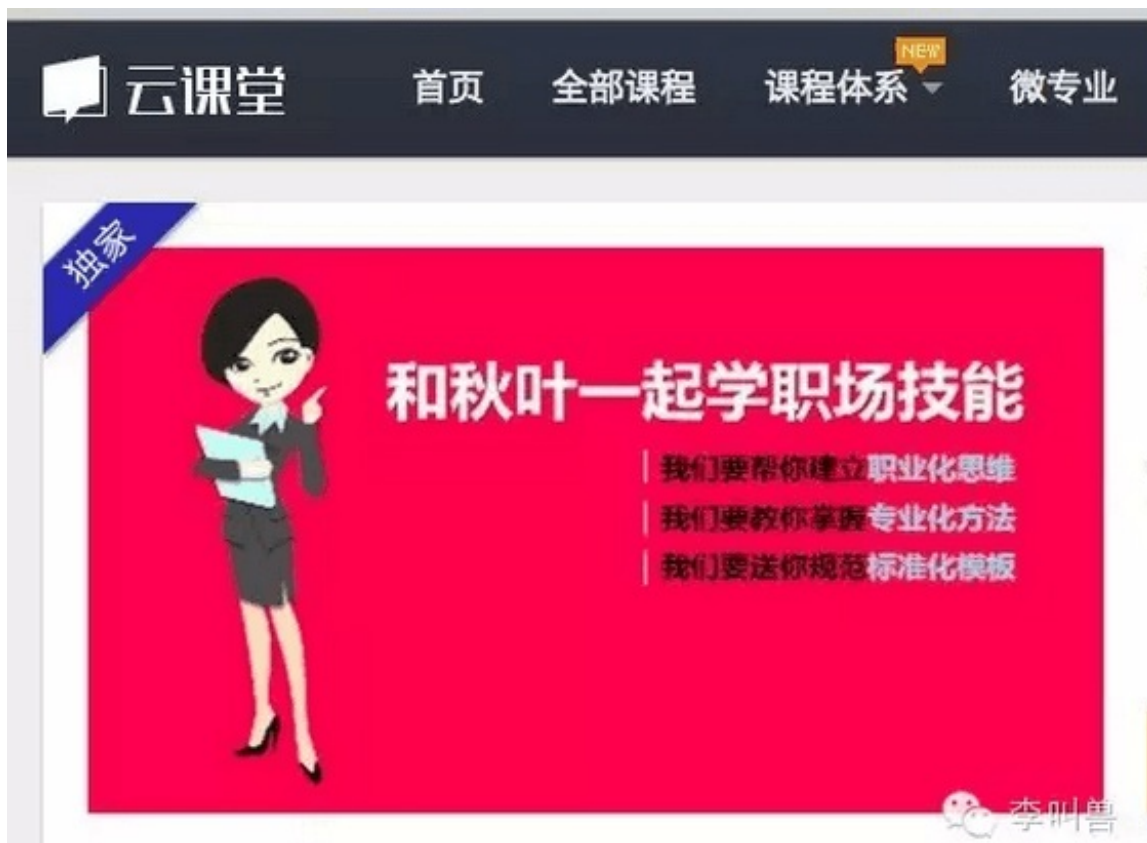 云课堂 首页 全部课程 课程体系 NEW 微专业
独家
和秋叶一起学职场技能
我们要帮你建立职业化思维
我们要教你掌握专业化方法
我们要送你规范标准化模板
李叫兽